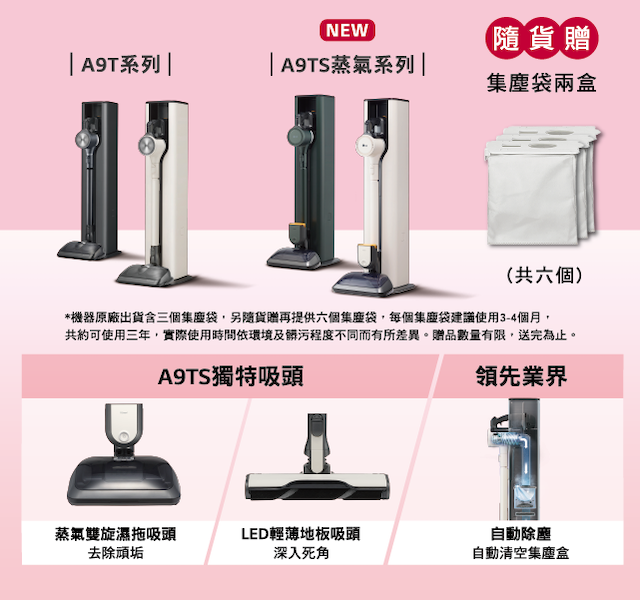 NEW
隨貨贈
A9T系列
A9TS蒸氣系列
集塵袋兩盒
(共六個)
*機器原廠出貨含三個集塵袋，另隨貨贈再提供六個集塵袋，每個集塵袋建議使用3-4個月，
共約可使用三年，實際使用時間依環境及髒污程度不同而有所差異。贈品數量有限，送完為止。
A9TS獨特吸頭
領先業界
蒸氣雙旋濕拖吸頭
去除頑垢
LED輕薄地板吸頭
深入死角
自動除塵
自動清空集塵盒